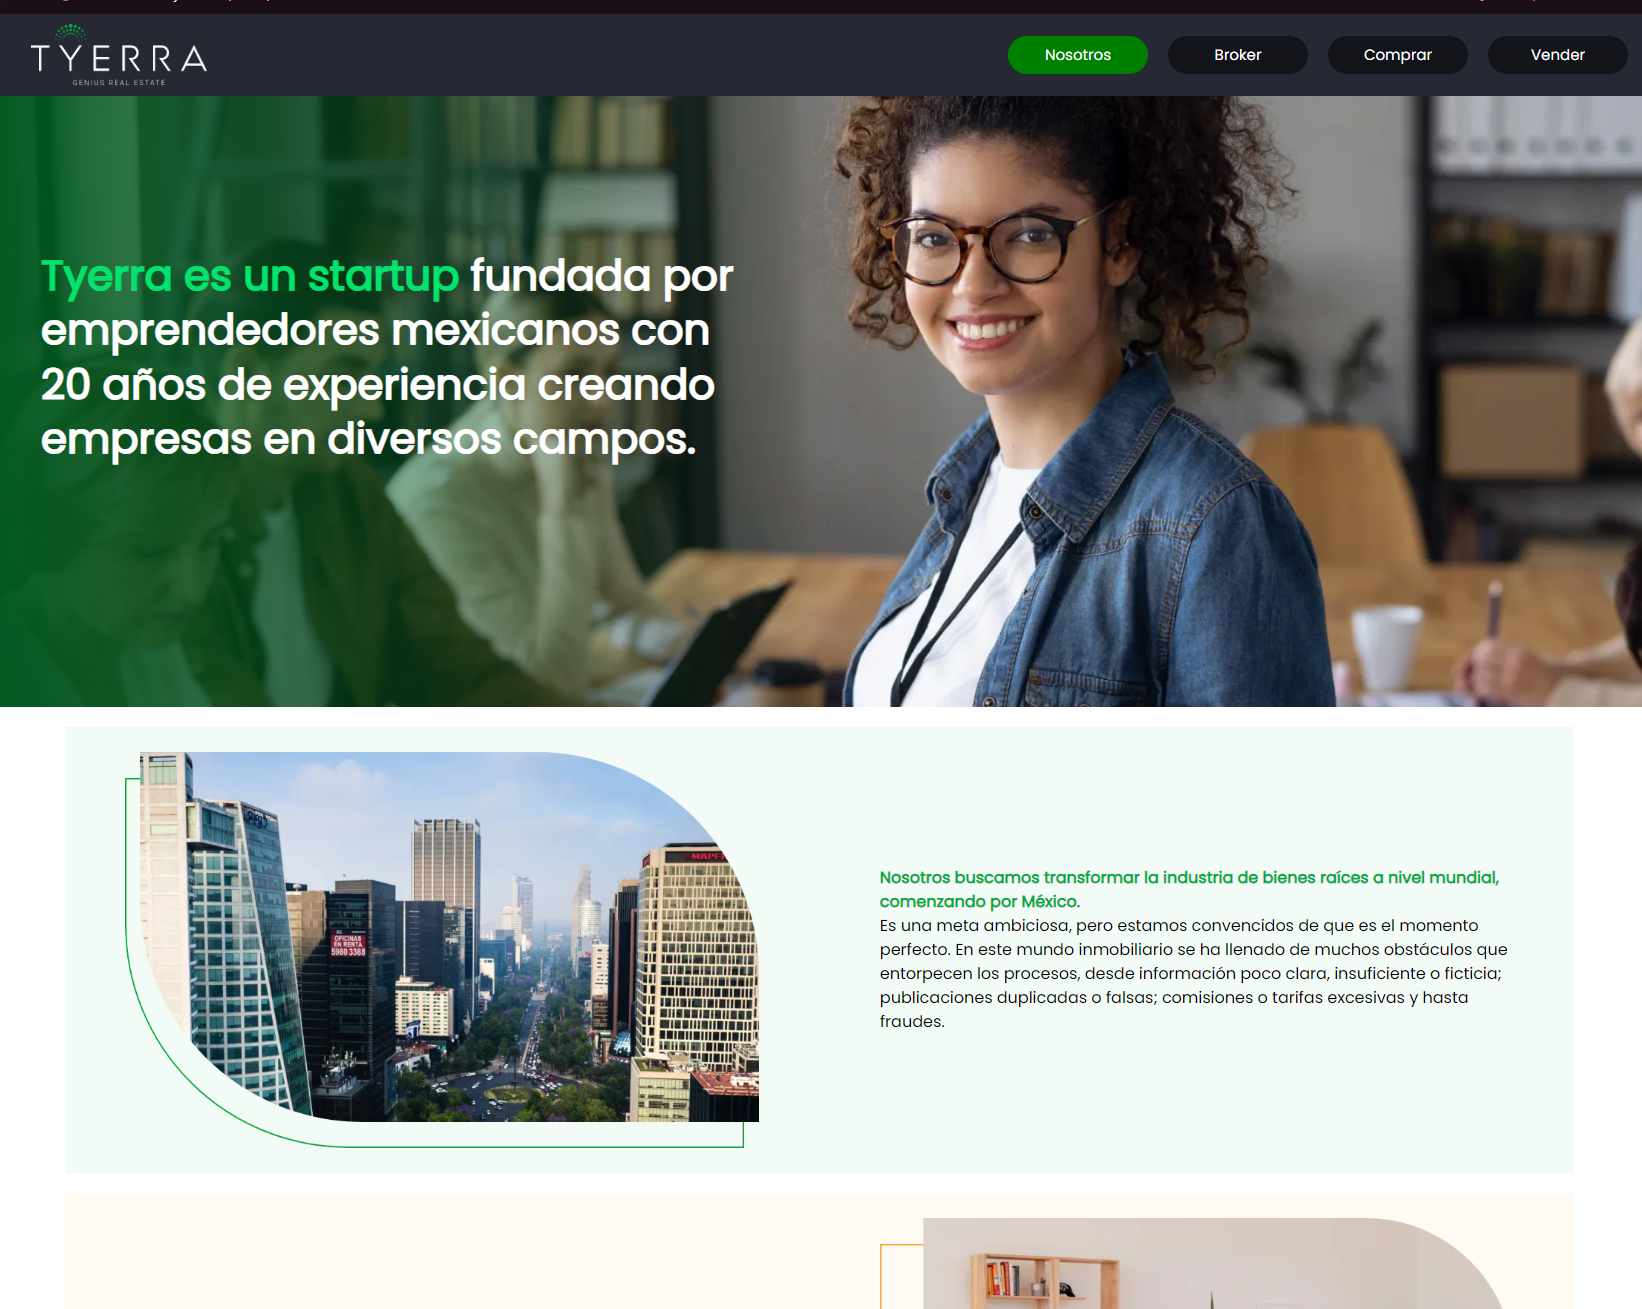 TYERRA
GENIUS REAL ESTATE
Nosotros
Broker
Comprar
Vender
Tyerra es un startup fundada por
emprendedores mexicanos con
20 años de experiencia creando
empresas en diversos campos.
OFICINAS
EN RENTA
5980 3388
Nosotros buscamos transformar la industria de bienes raíces a nivel mundial,
comenzando por México.
Es una meta ambiciosa, pero estamos convencidos de que es el momento
perfecto. En este mundo inmobiliario se ha llenado de muchos obstáculos que
entorpecen los procesos, desde información poco clara, insuficiente o ficticia;
publicaciones duplicadas o falsas; comisiones o tarifas excesivas y hasta
fraudes.